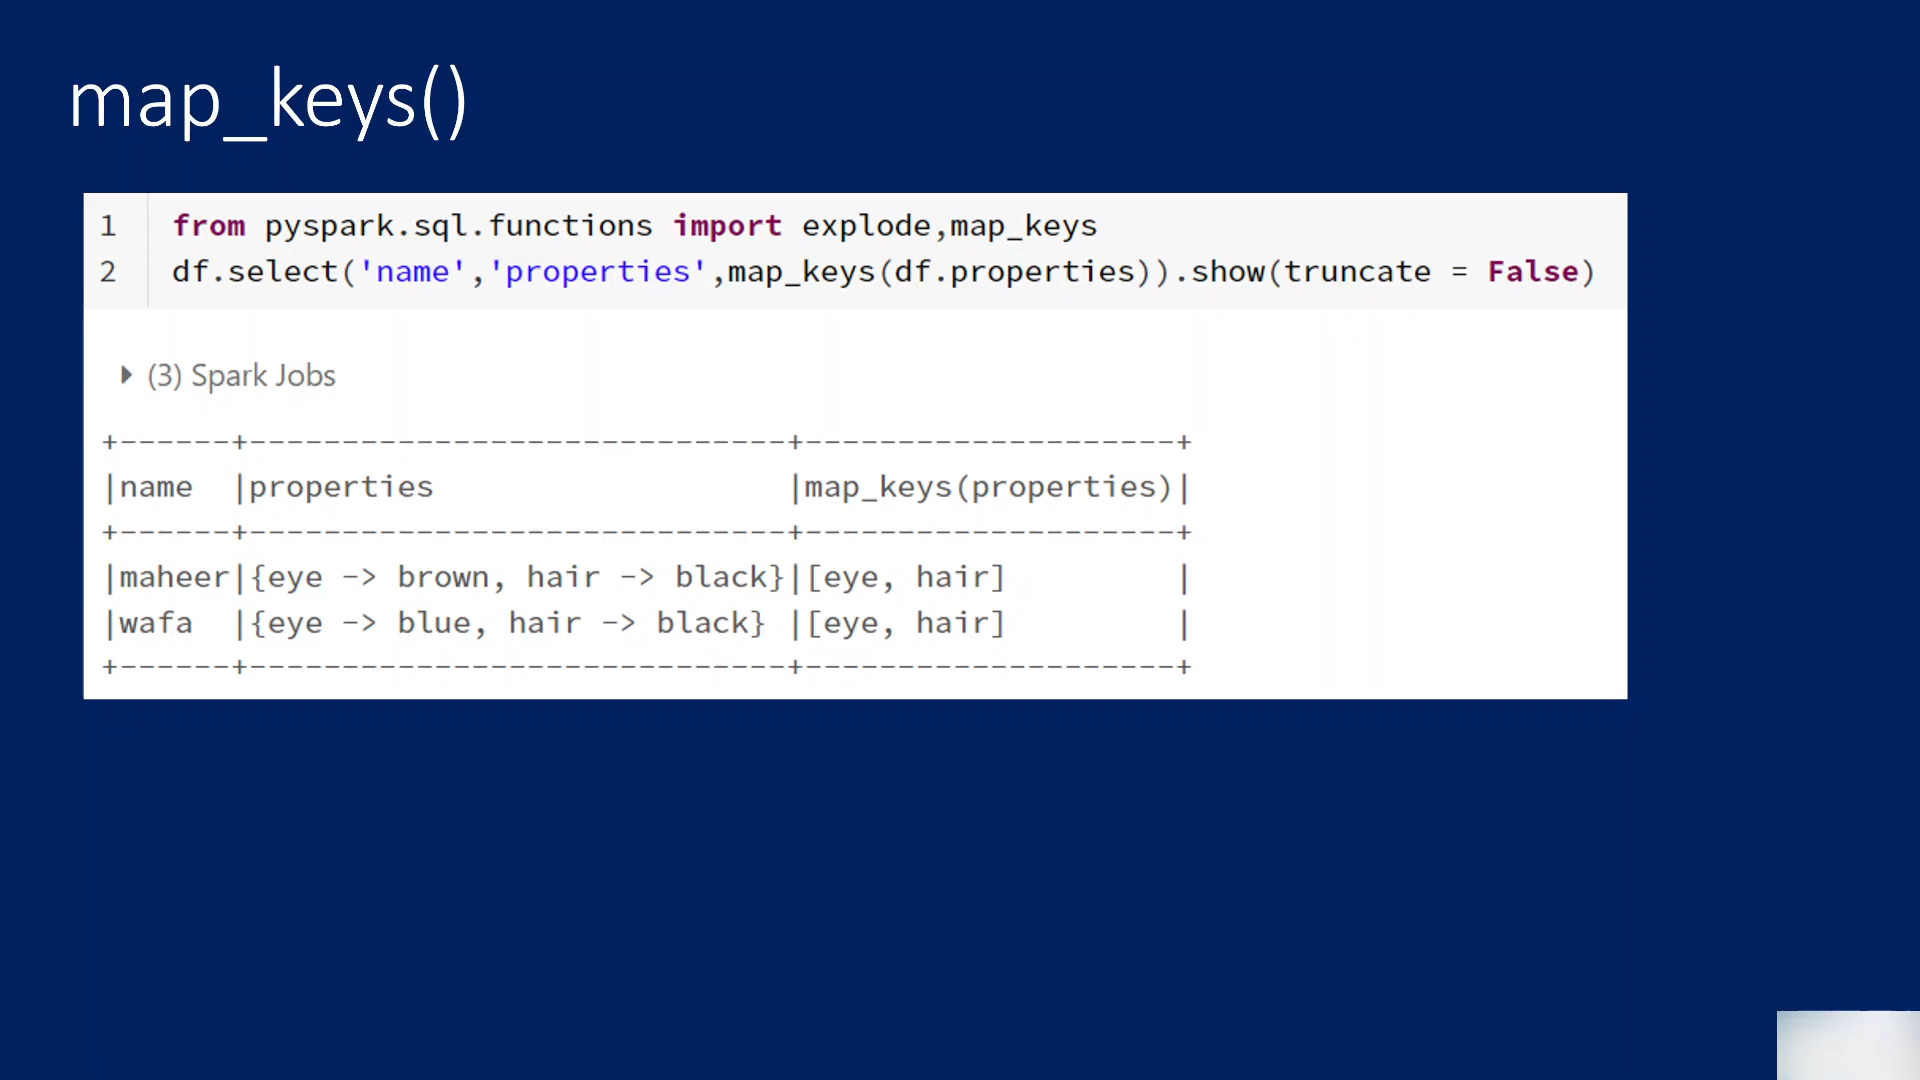 map_keys()
1 from pyspark.sql.functions import explode,map_keys
2 df.select('name','properties',map_keys(df.properties)).show(truncate = False)
(3) Spark Jobs
+------+-----------------------------+--------------------+
|name  |properties                   |map_keys(properties)|
+------+-----------------------------+--------------------+
|maheer|{eye -> brown, hair -> black}|[eye, hair]         |
|wafa  |{eye -> blue, hair -> black} |[eye, hair]         |
+------+-----------------------------+--------------------+